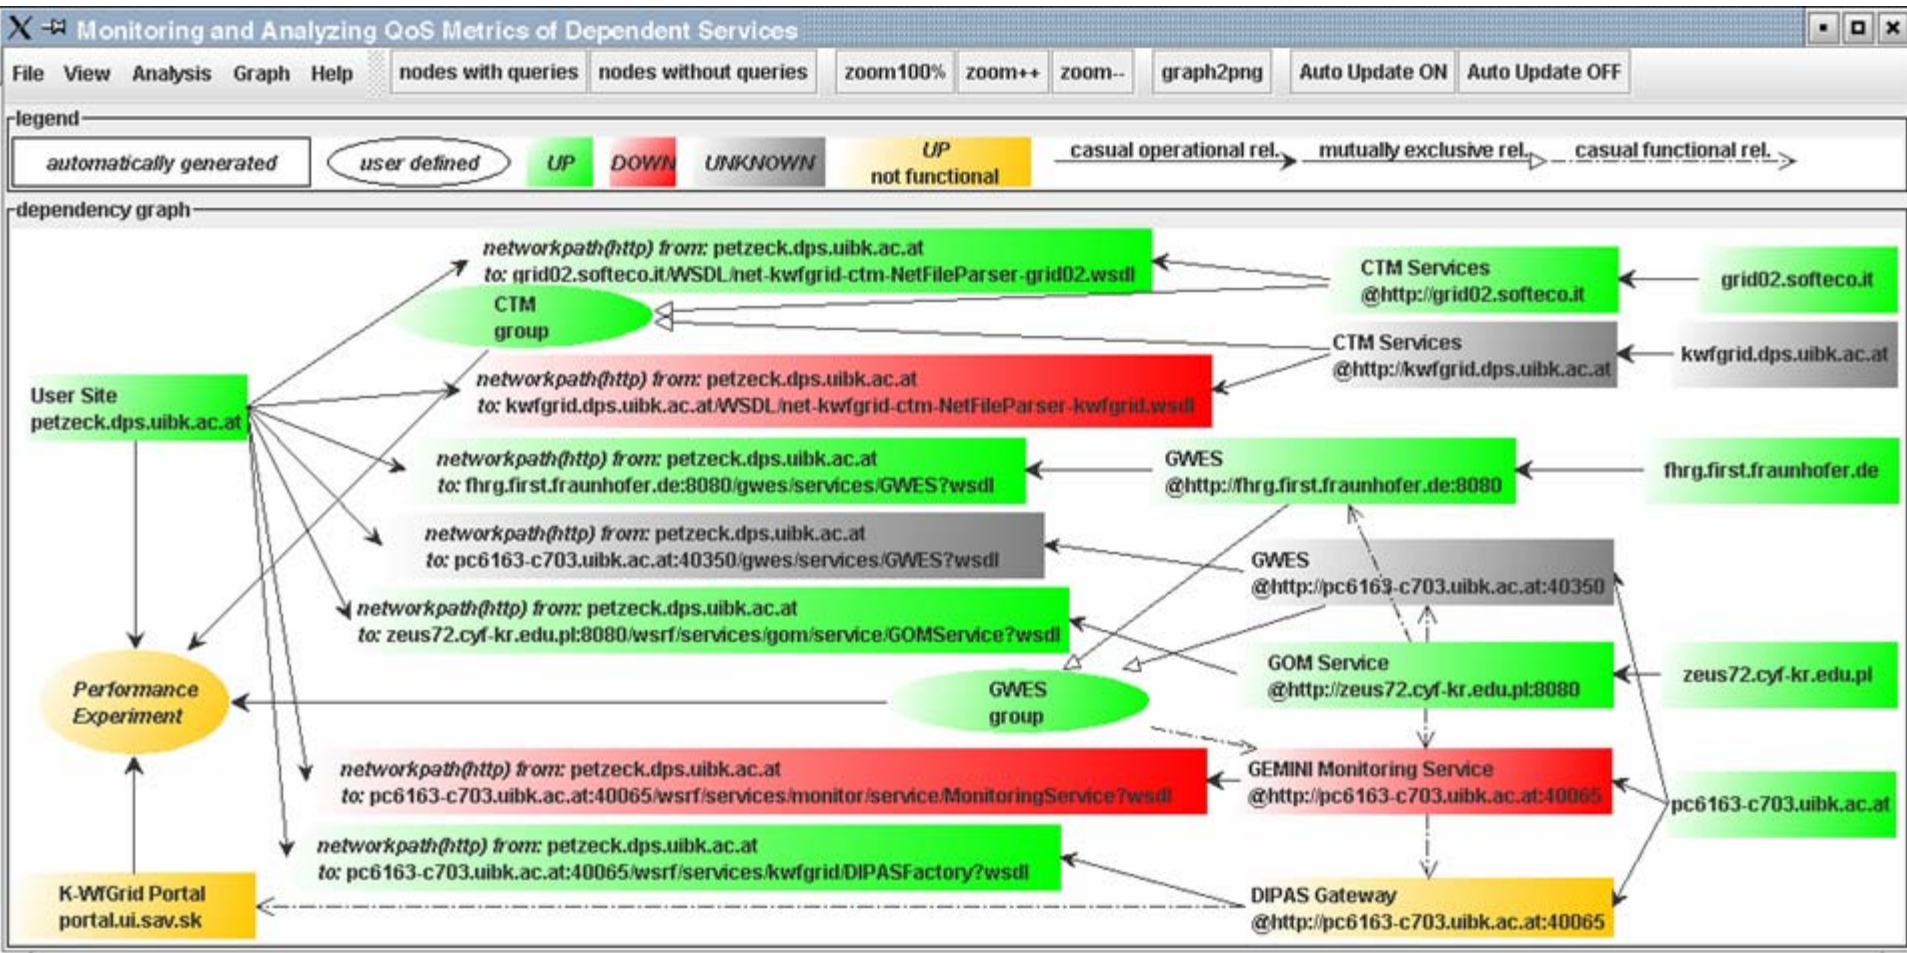 Monitoring and Analyzing QoS Metrics of Dependent Services
File View Analysis Graph Help nodes with queries nodes without queries zoom100% zoom++ zoom-- graph2png Auto Update ON Auto Update OFF
legend
automatically generated
user defined
UP
DOWN
UNKNOWN
UP
not functional
casual operational rel.
mutually exclusive rel.
casual functional rel.
dependency graph
networkpath(http) from: petzeck.dps.uibk.ac.at
to: grid02.softeco.it/WSDL/net-kwfgrid-ctm-NetFileParser-grid02.wsdl
CTM Services
@http://grid02.softeco.it
grid02.softeco.it
CTM
group
CTM Services
@http://kwfgrid.dps.uibk.ac.at
kwfgrid.dps.uibk.ac.at
User Site
petzeck.dps.uibk.ac.at
networkpath(http) from: petzeck.dps.uibk.ac.at
to: kwfgrid.dps.uibk.ac.at/WSDL/net-kwfgrid-ctm-NetFileParser-kwfgrid.wsdl
networkpath(http) from: petzeck.dps.uibk.ac.at
to: fhrg.first.fraunhofer.de:8080/gwes/services/GWES?wsdl
GWES
@http://fhrg.first.fraunhofer.de:8080
fhrg.first.fraunhofer.de
networkpath(http) from: petzeck.dps.uibk.ac.at
to: pc6163-c703.uibk.ac.at:40350/gwes/services/GWES?wsdl
GWES
@http://pc6163-c703.uibk.ac.at:40350
networkpath(http) from: petzeck.dps.uibk.ac.at
to: zeus72.cyf-kr.edu.pl:8080/wsrf/services/gom/service/GOMService?wsdl
GOM Service
@http://zeus72.cyf-kr.edu.pl:8080
zeus72.cyf-kr.edu.pl
Performance
Experiment
GWES
group
networkpath(http) from: petzeck.dps.uibk.ac.at
to: pc6163-c703.uibk.ac.at:40065/wsrf/services/monitor/service/MonitoringService?wsdl
GEMINI Monitoring Service
@http://pc6163-c703.uibk.ac.at:40065
pc6163-c703.uibk.ac.at
networkpath(http) from: petzeck.dps.uibk.ac.at
to: pc6163-c703.uibk.ac.at:40065/wsrf/services/kwfgrid/DIPASFactory?wsdl
K-WfGrid Portal
portal.ui.sav.sk
DIPAS Gateway
@http://pc6163-c703.uibk.ac.at:40065